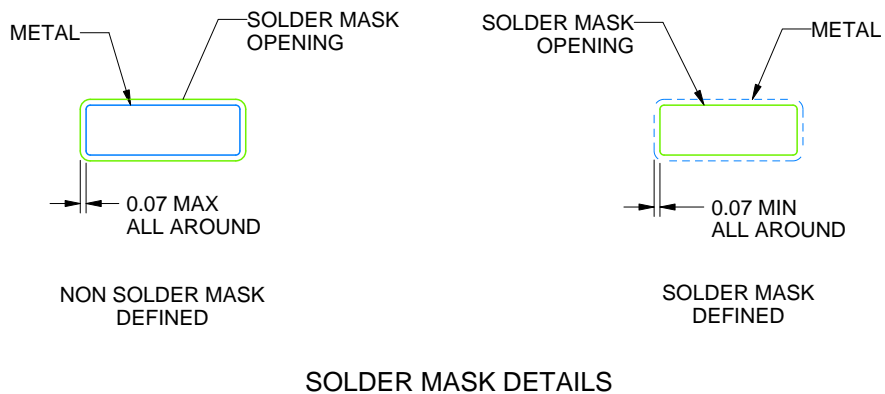 METAL
SOLDER MASK
OPENING
0.07 MAX
ALL AROUND
NON SOLDER MASK
DEFINED
SOLDER MASK
OPENING
METAL
0.07 MIN
ALL AROUND
SOLDER MASK
DEFINED
SOLDER MASK DETAILS